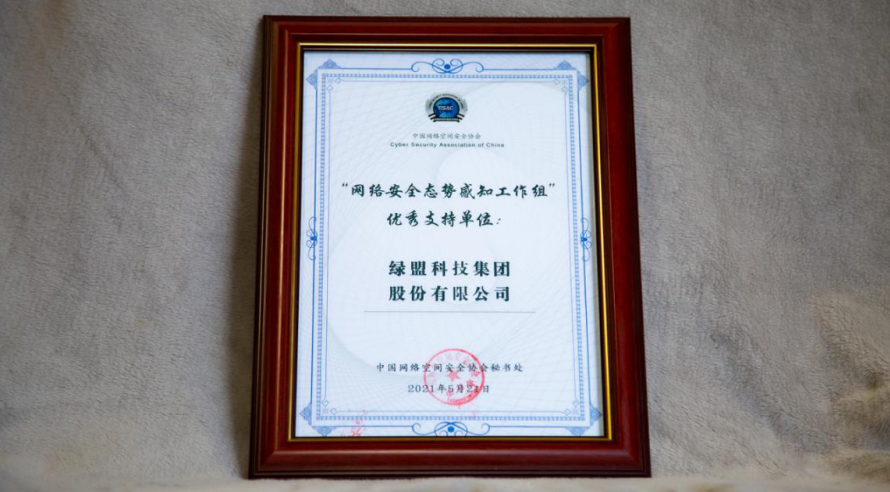 CSAC
中国网络空间安全协会
Cyber Security Association of China
“网络安全态势感知工作组”
优秀支持单位：
绿盟科技集团
股份有限公司
中国网络空间安全协会秘书处
2021年5月21日